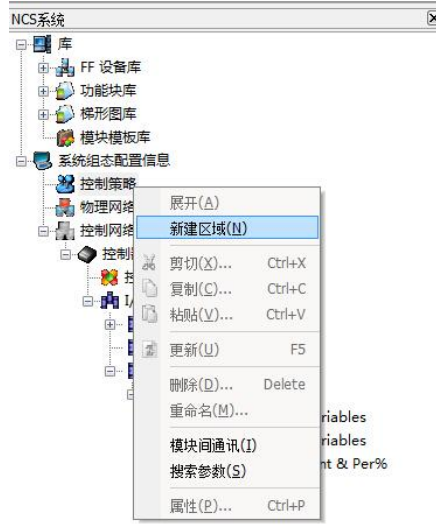 NCS系统
库
FF 设备库
功能块库
梯形图库
模块模板库
系统组态配置信息
控制策略
展开(A)
物理网络
新建区域(N)
控制网络
控制
剪切(X)... Ctrl+X
复制(C)... Ctrl+C
I/
粘贴(V)... Ctrl+V
更新(U) F5
删除(D)... Delete
重命名(M)...
riables
模块间通讯(I)
riables
搜索参数(S)
nt & Per%
属性(P)... Ctrl+P